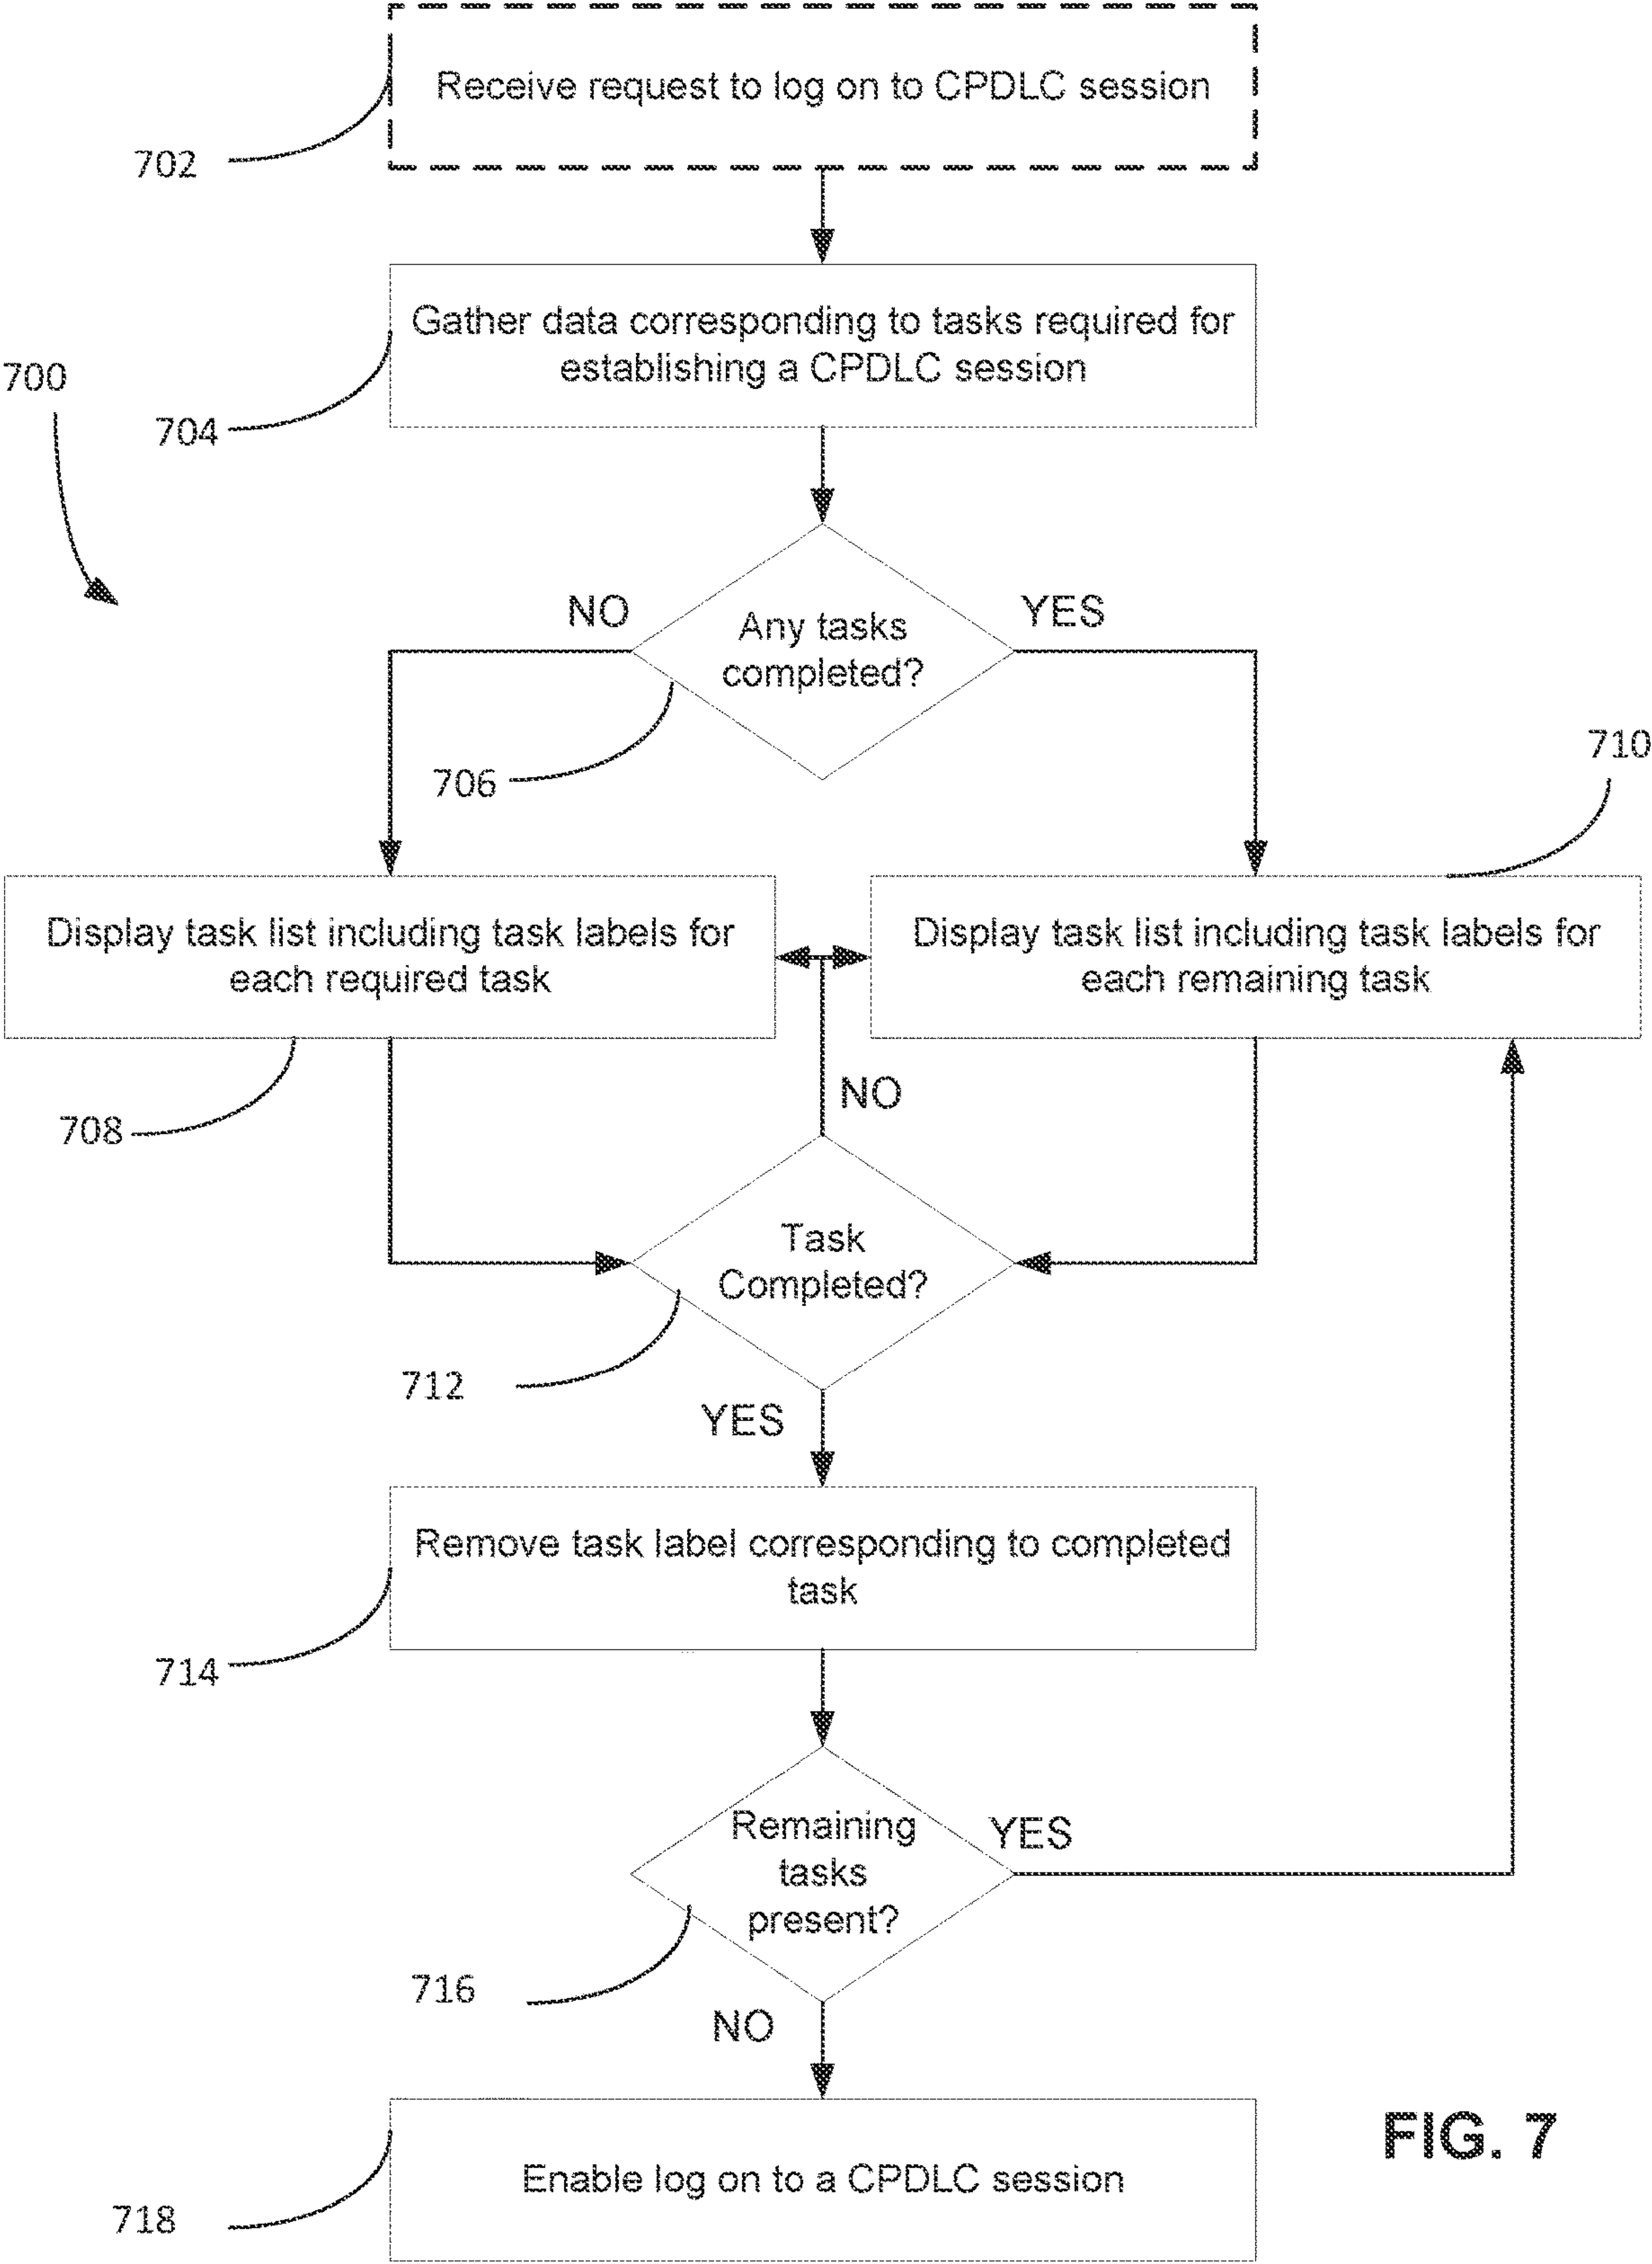 Receive request to log on to CPDLC session
702
Gather data corresponding to tasks required for
establishing a CPDLC session
700
704
NO
YES
Any tasks
completed?
706
710
Display task list including task labels for
each required task
Display task list including task labels for
each remaining task
NO
708
Task
Completed?
712
YES
Remove task label corresponding to completed
task
714
Remaining
tasks
present?
YES
716
NO
FIG. 7
Enable log on to a CPDLC session
718